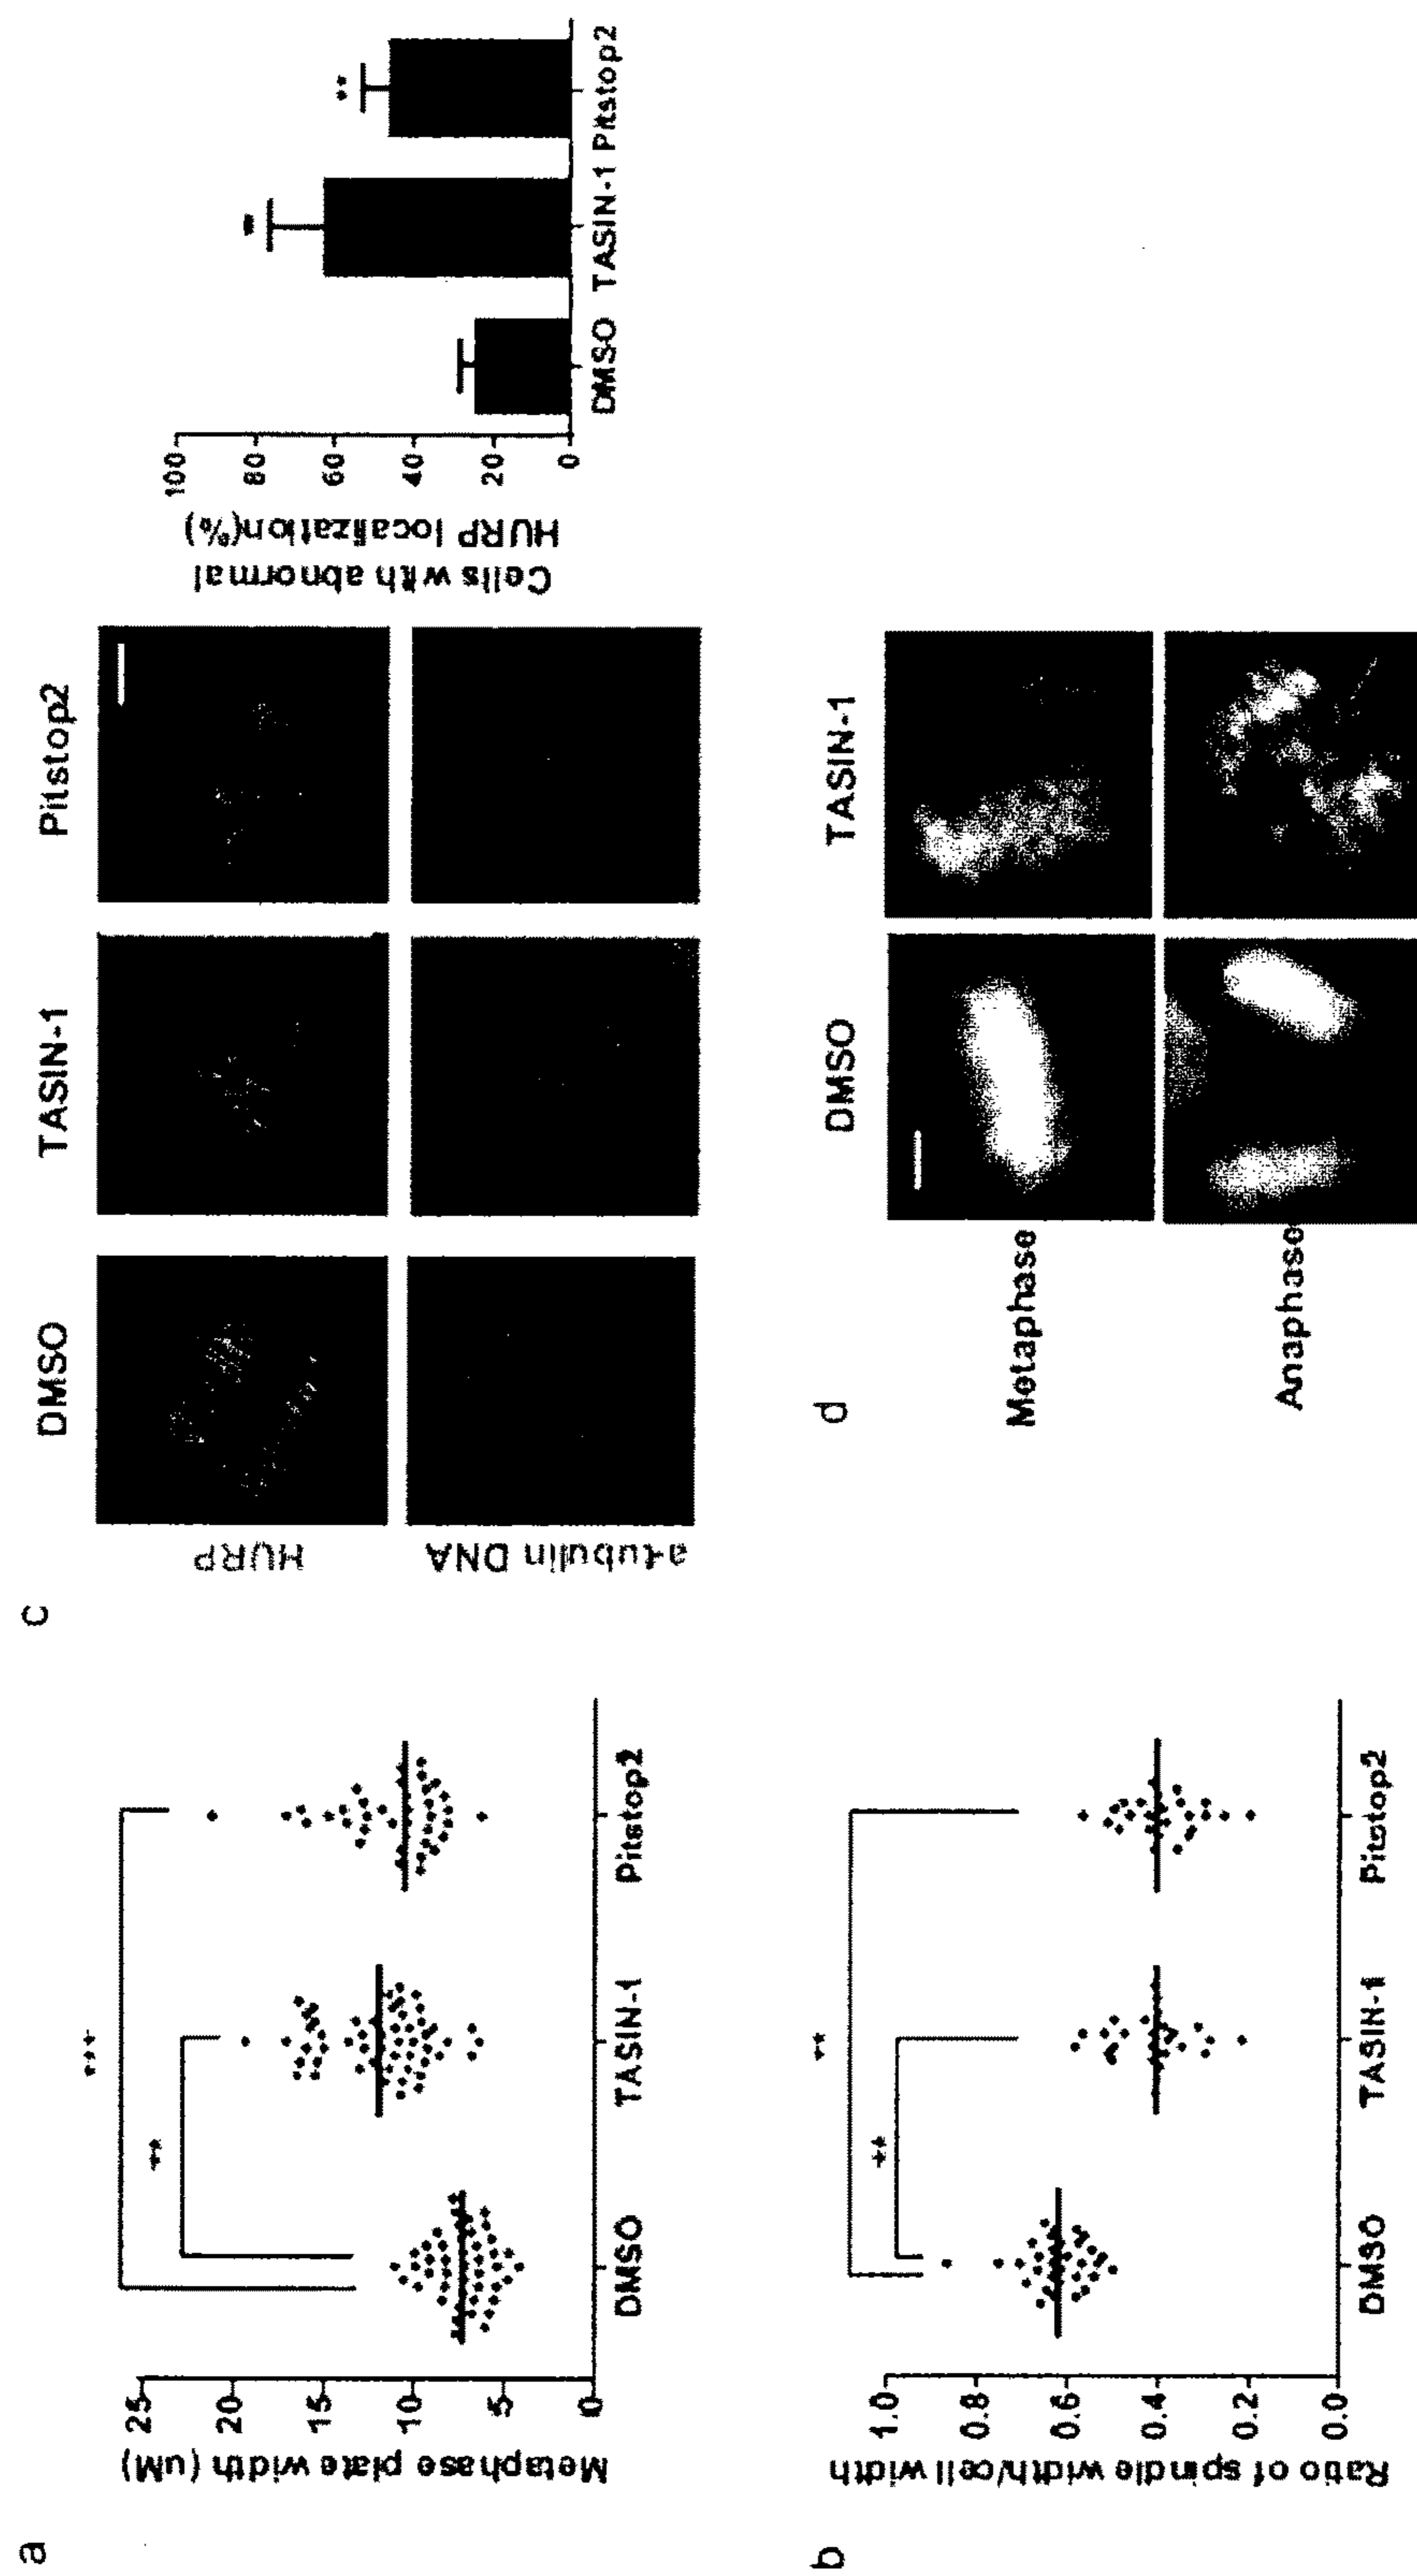 a
Metaphase plate width (uM)
25
20
15
10
5
0
DMSO
TASIN-1
Pitstop2
**
***
b
Ratio of spindle width/cell width
1.0
0.8
0.6
0.4
0.2
0.0
DMSO
TASIN-1
Pitstop2
**
**
c
DMSO
TASIN-1
Pitstop2
HURP
a-tubulin DNA
Cells with abnormal
HURP localization(%)
100
80
60
40
20
0
DMSO
TASIN-1
Pitstop2
**
d
DMSO
TASIN-1
Metaphase
Anaphase